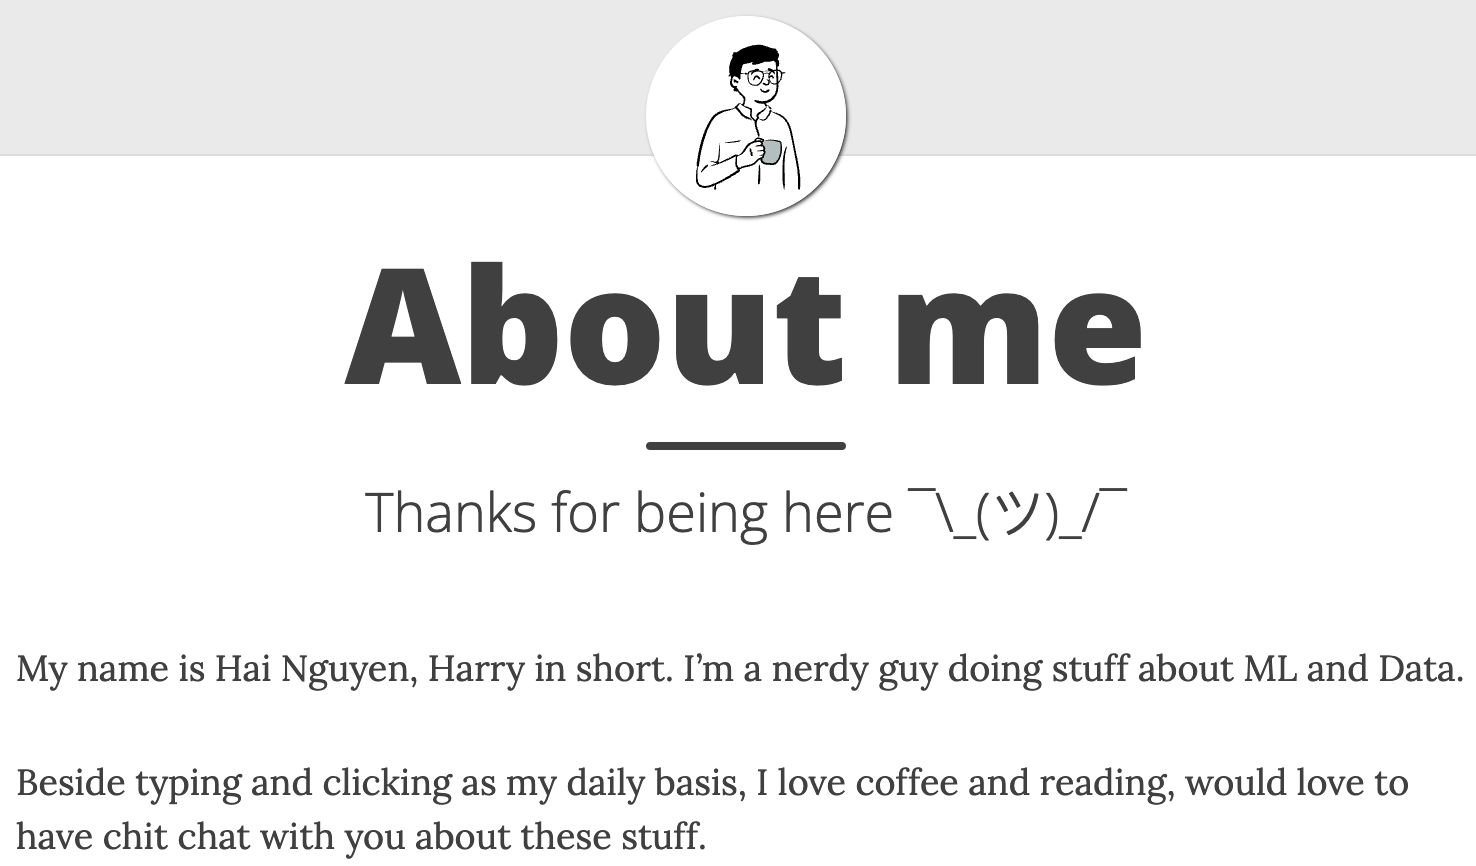 About me
Thanks for being here ¯\_(ツ)_/¯
My name is Hai Nguyen, Harry in short. I’m a nerdy guy doing stuff about ML and Data.
Beside typing and clicking as my daily basis, I love coffee and reading, would love to
have chit chat with you about these stuff.